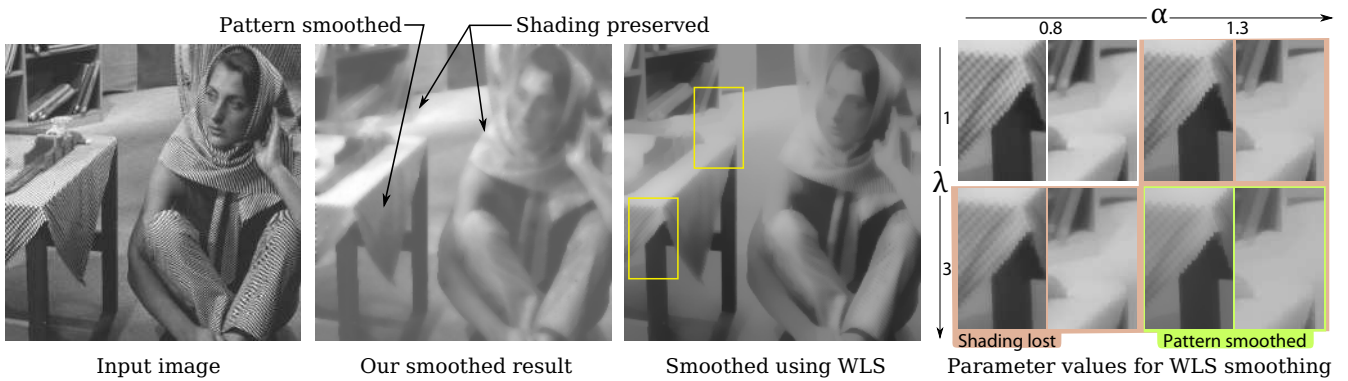 Pattern smoothed
Shading preserved
α
0.8
1.3
1
λ
3
Shading lost
Pattern smoothed
Input image
Our smoothed result
Smoothed using WLS
Parameter values for WLS smoothing